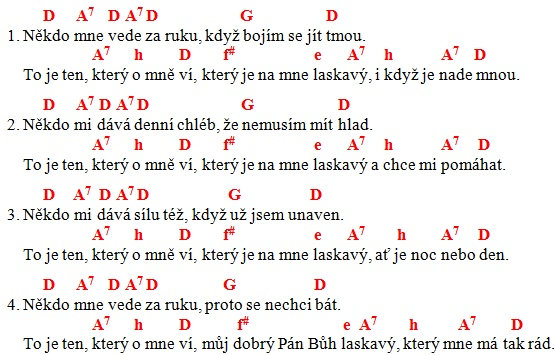 D A7 D A7 D G D
1. Někdo mne vede za ruku, když bojím se jít tmou.
A7 h D f# e A7 h A7 D
To je ten, který o mně ví, který je na mne laskavý, i když je nade mnou.
D A7 D A7 D G D
2. Někdo mi dává denní chléb, že nemusím mít hlad.
A7 h D f# e A7 h A7 D
To je ten, který o mně ví, který je na mne laskavý a chce mi pomáhat.
D A7 D A7 D G D
3. Někdo mi dává sílu též, když už jsem unaven.
A7 h D f# e A7 h A7 D
To je ten, který o mně ví, který je na mne laskavý, ať je noc nebo den.
D A7 D A7 D G D
4. Někdo mne vede za ruku, proto se nechci bát.
A7 h D f# e A7 h A7 D
To je ten, který o mně ví, můj dobrý Pán Bůh laskavý, který mne má tak rád.